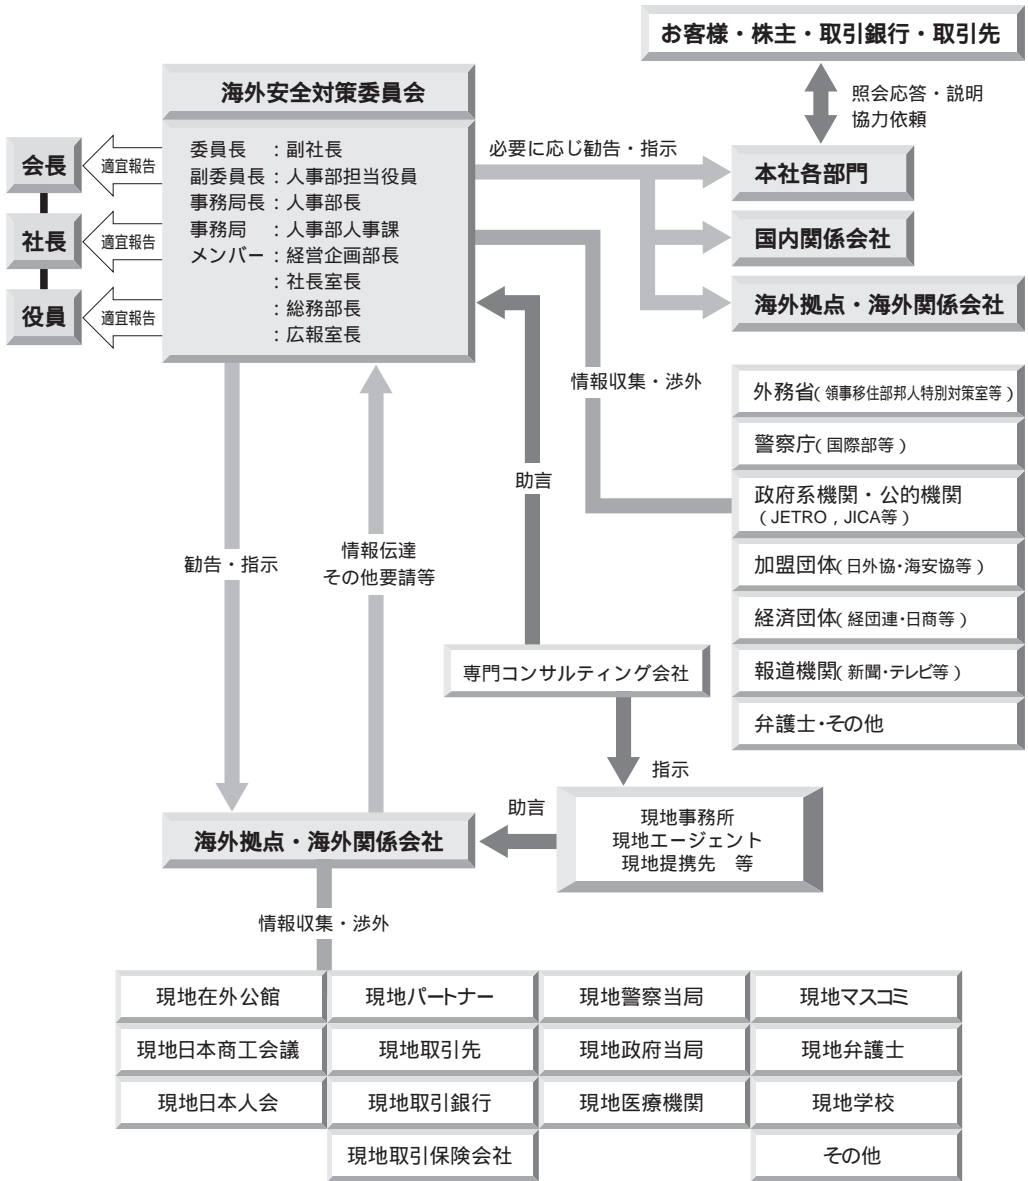 お客様・株主・取引銀行・取引先
照会応答・説明
協力依頼
海外安全対策委員会
委員長　：副社長
副委員長：人事部担当役員
事務局長：人事部長
事務局　：人事部人事課
メンバー：経営企画部長
：社長室長
：総務部長
：広報室長
会長
適宜報告
社長
適宜報告
役員
適宜報告
必要に応じ勧告・指示
本社各部門
国内関係会社
海外拠点・海外関係会社
情報収集・渉外
外務省(領事移住部邦人特別対策室等)
警察庁(国際部等)
政府系機関・公的機関
(JETRO，JICA等)
加盟団体(日外協・海安協等)
経済団体(経団連・日商等)
報道機関(新聞・テレビ等)
弁護士・その他
助言
勧告・指示
情報伝達
その他要請等
専門コンサルティング会社
指示
現地事務所
現地エージェント
現地提携先　等
助言
海外拠点・海外関係会社
情報収集・渉外
現地在外公館
現地パートナー
現地警察当局
現地マスコミ
現地日本商工会議
現地取引先
現地政府当局
現地弁護士
現地日本人会
現地取引銀行
現地医療機関
現地学校
現地取引保険会社
その他